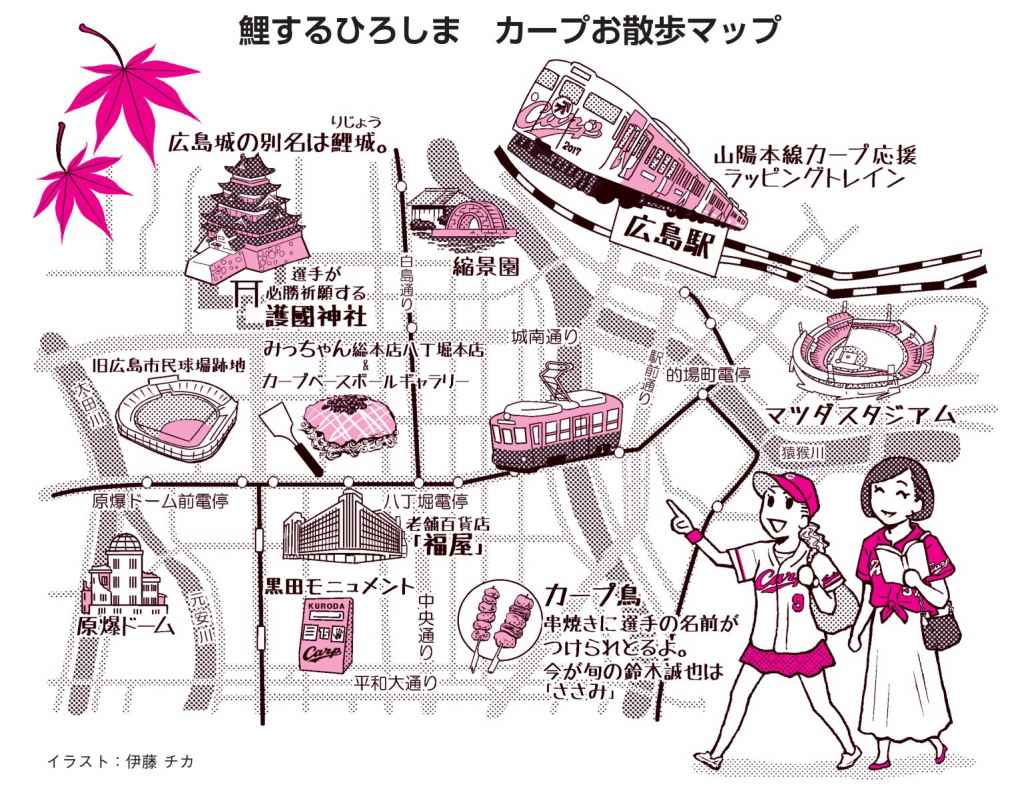 鯉するひろしま　カープお散歩マップ
りじょう
広島城の別名は鯉城。
Carp
2017
山陽本線カープ応援
ラッピングトレイン
広島駅
縮景園
白島通り
選手が
必勝祈願する
護國神社
城南通り
みっちゃん総本店八丁堀本店
&
カープベースボールギャラリー
旧広島市民球場跡地
太田川
駅前通り
的場町電停
マツダスタジアム
猿猴川
原爆ドーム前電停
八丁堀電停
老舗百貨店
「福屋」
原爆ドーム
元安川
黒田モニュメント
KURODA
Carp
中央通り
平和大通り
カープ鳥
串焼きに選手の名前が
つけられとるよ。
今が旬の鈴木誠也は
「ささみ」
Carp
9
イラスト：伊藤 チカ